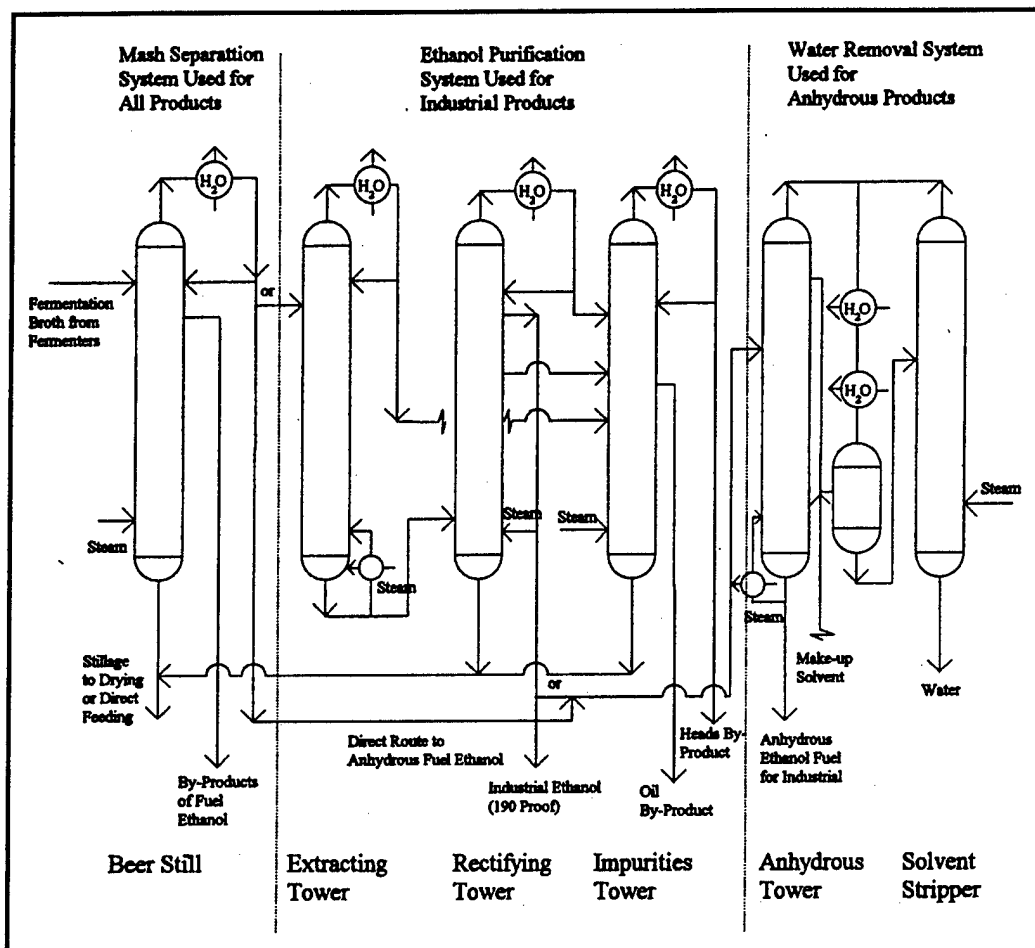 Mash Separattion
System Used for
All Products
Ethanol Purification
System Used for
Industrial Products
Water Removal System
Used for
Anhydrous Products
H₂O
H₂O
H₂O
H₂O
or
Fermentation
Broth from
Fermenters
H₂O
H₂O
Steam
Steam
Steam
Steam
Steam
Steam
Stillage
to Drying
or Direct
Feeding
or
Make-up
Solvent
Water
Direct Route to
Anhydrous Fuel Ethanol
Heads By-
Product
Anhydrous
Ethanol Fuel
for Industrial
By-Products
of Fuel
Ethanol
Industrial Ethanol
(190 Proof)
Oil
By-Product
Beer Still
Extracting
Tower
Rectifying
Tower
Impurities
Tower
Anhydrous
Tower
Solvent
Stripper